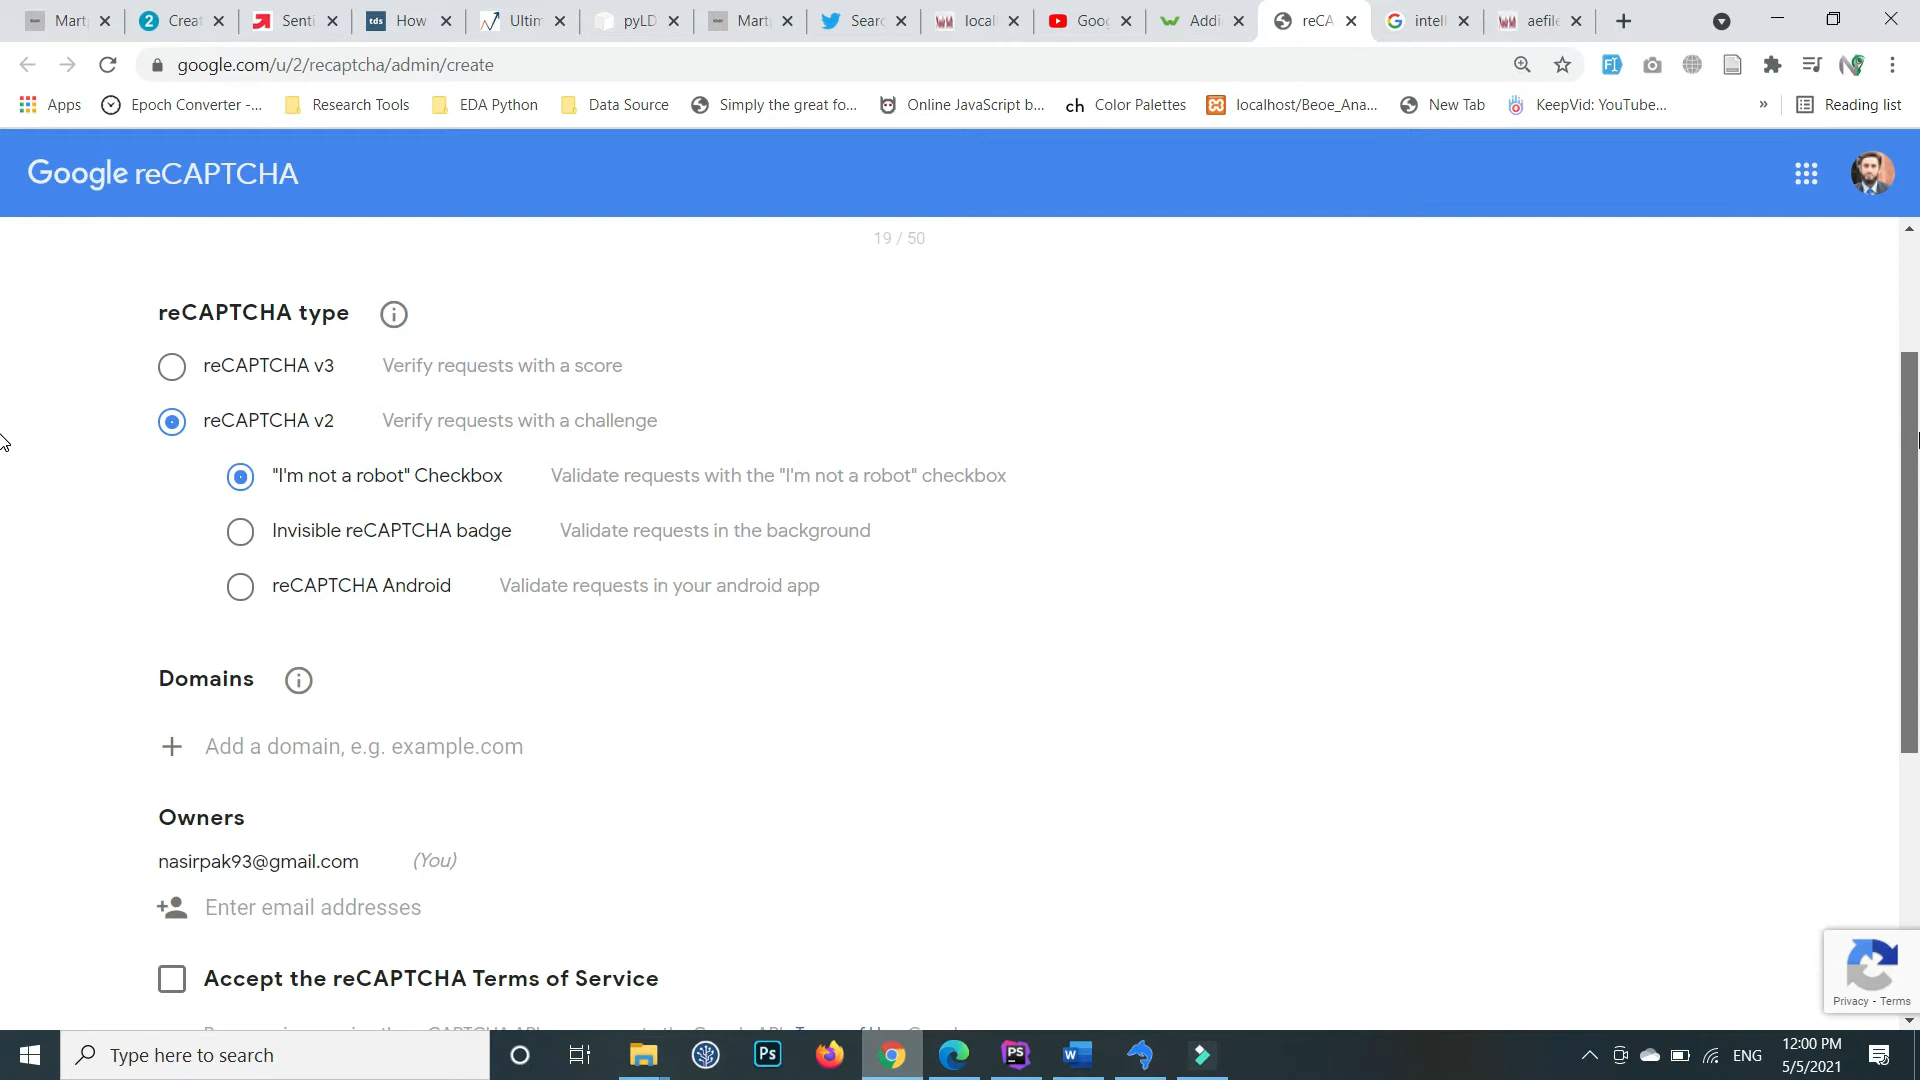 Mart
Creat
Senti
tds
How
Ultim
pyLD
Mart
Searc
local
Goog
Addi
reCA
intell
aefile
google.com/u/2/recaptcha/admin/create
Apps
Epoch Converter -...
Research Tools
EDA Python
Data Source
Simply the great fo...
Online JavaScript b...
ch
Color Palettes
localhost/Beoe_Ana...
New Tab
KeepVid: YouTube...
»
Reading list
Google reCAPTCHA
19 / 50
reCAPTCHA type
reCAPTCHA v3
Verify requests with a score
reCAPTCHA v2
Verify requests with a challenge
"I'm not a robot" Checkbox
Validate requests with the "I'm not a robot" checkbox
Invisible reCAPTCHA badge
Validate requests in the background
reCAPTCHA Android
Validate requests in your android app
Domains
Add a domain, e.g. example.com
Owners
nasirpak93@gmail.com
(You)
Enter email addresses
Accept the reCAPTCHA Terms of Service
Privacy - Terms
Type here to search
Ps
PS
W
ENG
12:00 PM
5/5/2021